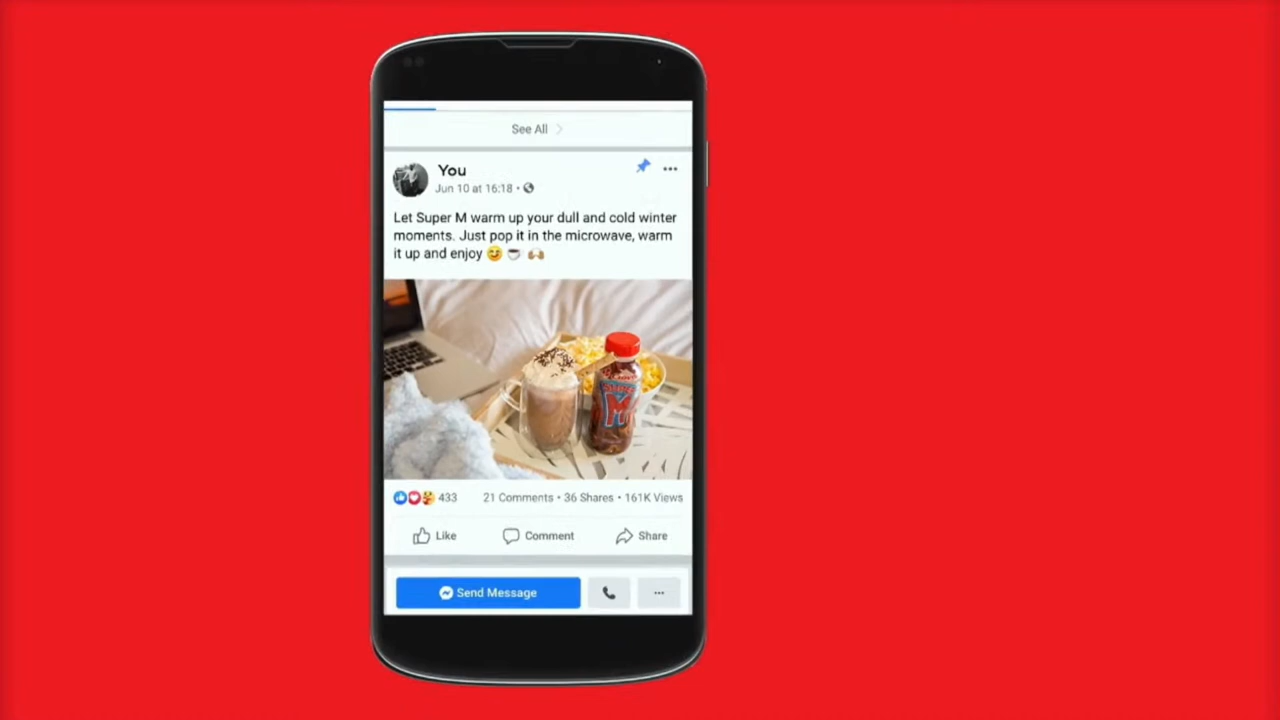 See All
You
Jun 10 at 16:18 •
Let Super M warm up your dull and cold winter
moments. Just pop it in the microwave, warm
it up and enjoy 😋 ☕ 🙌🏽
SUPER
M
433 21 Comments • 36 Shares • 161K Views
Like Comment Share
Send Message